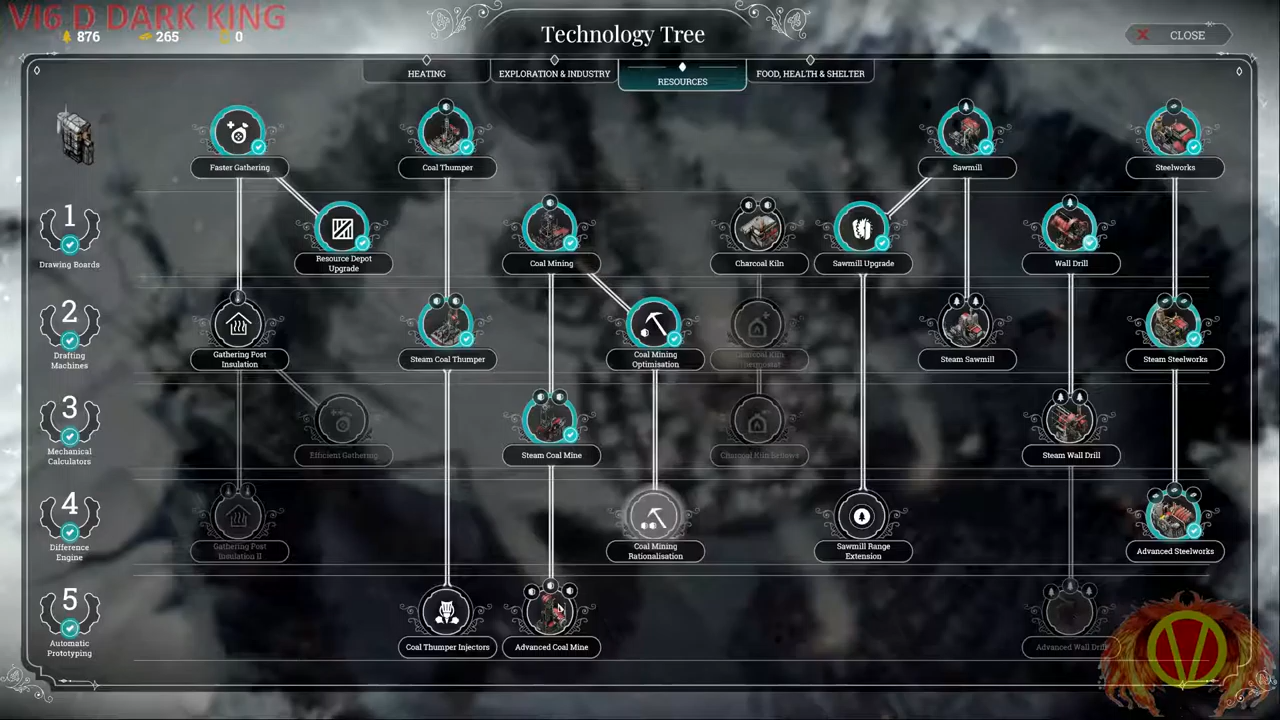 VI6 D DARK KING
876 265 0
Technology Tree
CLOSE
HEATING
EXPLORATION & INDUSTRY
RESOURCES
FOOD, HEALTH & SHELTER
Faster Gathering
Coal Thumper
Sawmill
Steelworks
1
Drawing Boards
Resource Depot
Upgrade
Coal Mining
Charcoal Kiln
Sawmill Upgrade
Wall Drill
2
Drafting
Machines
Gathering Post
Insulation
Steam Coal Thumper
Coal Mining
Optimisation
Charcoal Kiln
Thermostat
Steam Sawmill
Steam Steelworks
3
Mechanical
Calculators
Efficient Gathering
Steam Coal Mine
Charcoal Kiln Bellows
Steam Wall Drill
4
Difference
Engine
Gathering Post
Insulation II
Coal Mining
Rationalisation
Sawmill Range
Extension
Advanced Steelworks
5
Automatic
Prototyping
Coal Thumper Injectors
Advanced Coal Mine
Advanced Wall Drill
V